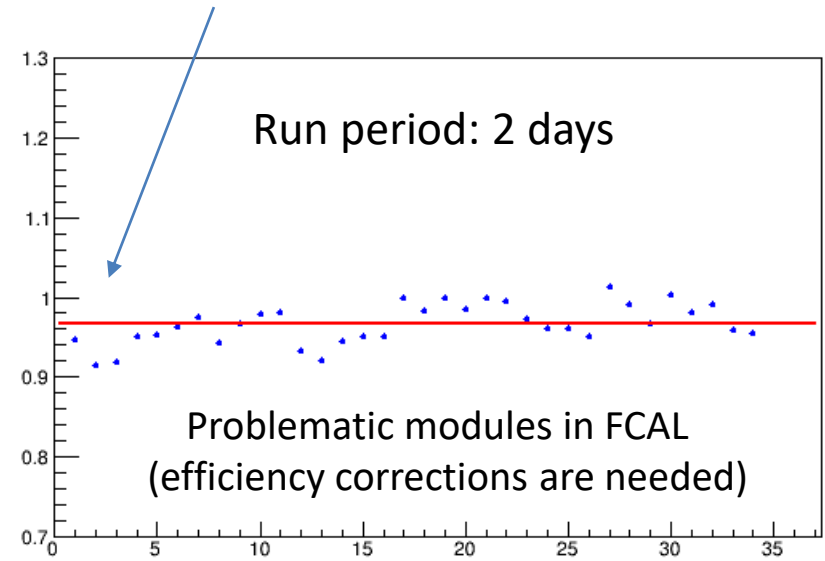 1.3
Run period: 2 days
1.2
1.1
1
0.9
Problematic modules in FCAL
(efficiency corrections are needed)
0.8
0.7
0 5 10 15 20 25 30 35